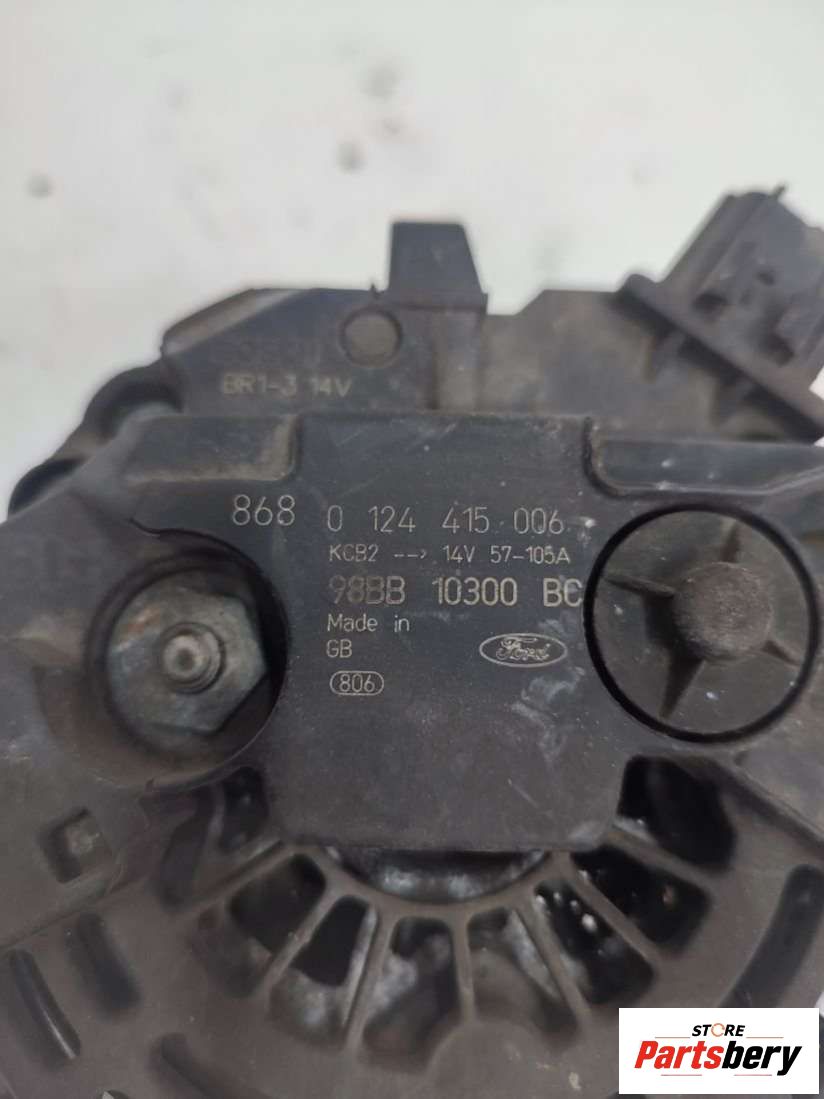 BR1-3 14V
868 0 124 415 006
KCB2 --> 14V 57-105A
98BB 10300 BC
Made in
GB
Ford
806
STORE
Partsbery